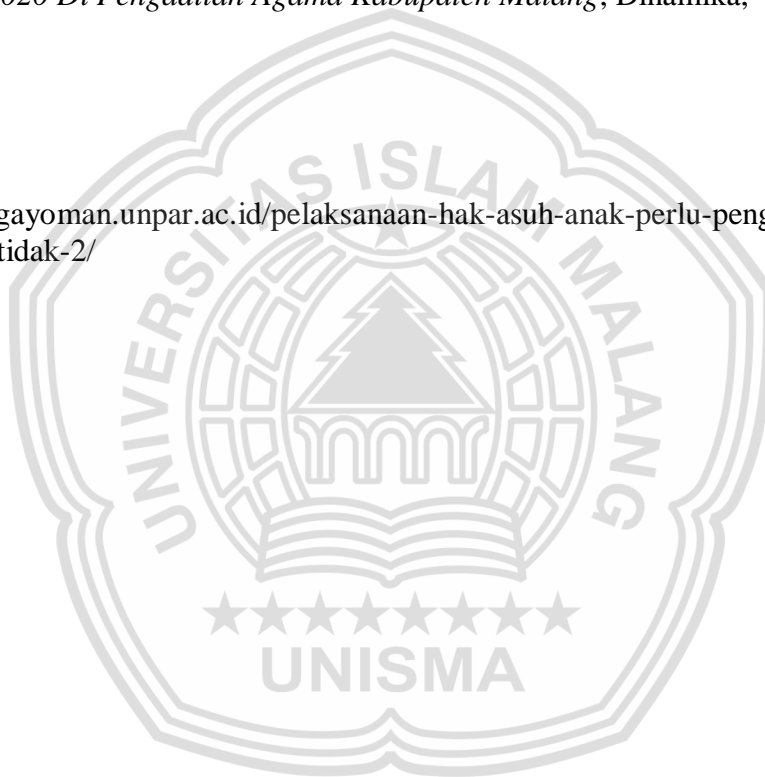 020 Di Pengadilan Agama Kabupaten Malang, Dinamika,
gayoman.unpar.ac.id/pelaksanaan-hak-asuh-anak-perlu-peng
tidak-2/
UNIVERSITAS ISLAM MALANG
UNISMA